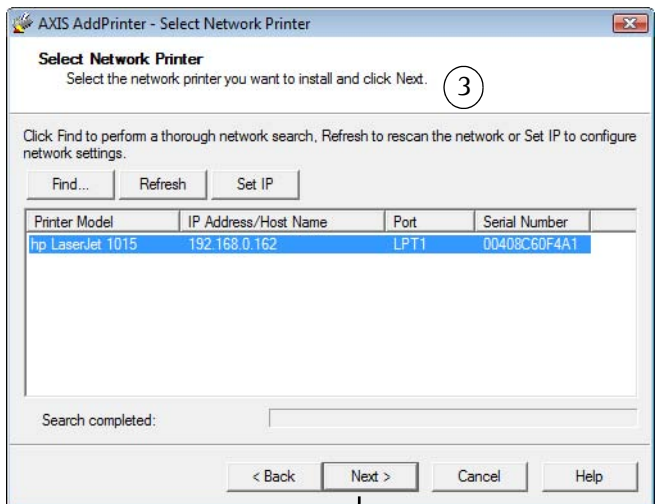 AXIS AddPrinter - Select Network Printer
Select Network Printer
Select the network printer you want to install and click Next.
3
Click Find to perform a thorough network search, Refresh to rescan the network or Set IP to configure
network settings.
Find... Refresh Set IP
Printer Model IP Address/Host Name Port Serial Number
hp LaserJet 1015 192.168.0.162 LPT1 00408C60F4A1
Search completed:
< Back Next > Cancel Help